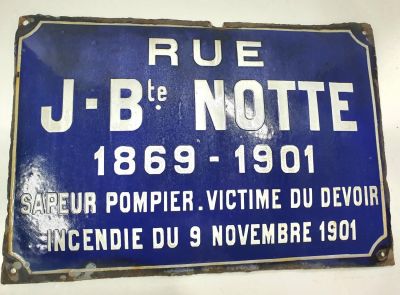 RUE
J-Bte NOTTE
1869-1901
SAPEUR POMPIER. VICTIME DU DEVOIR
INCENDIE DU 9 NOVEMBRE 1901